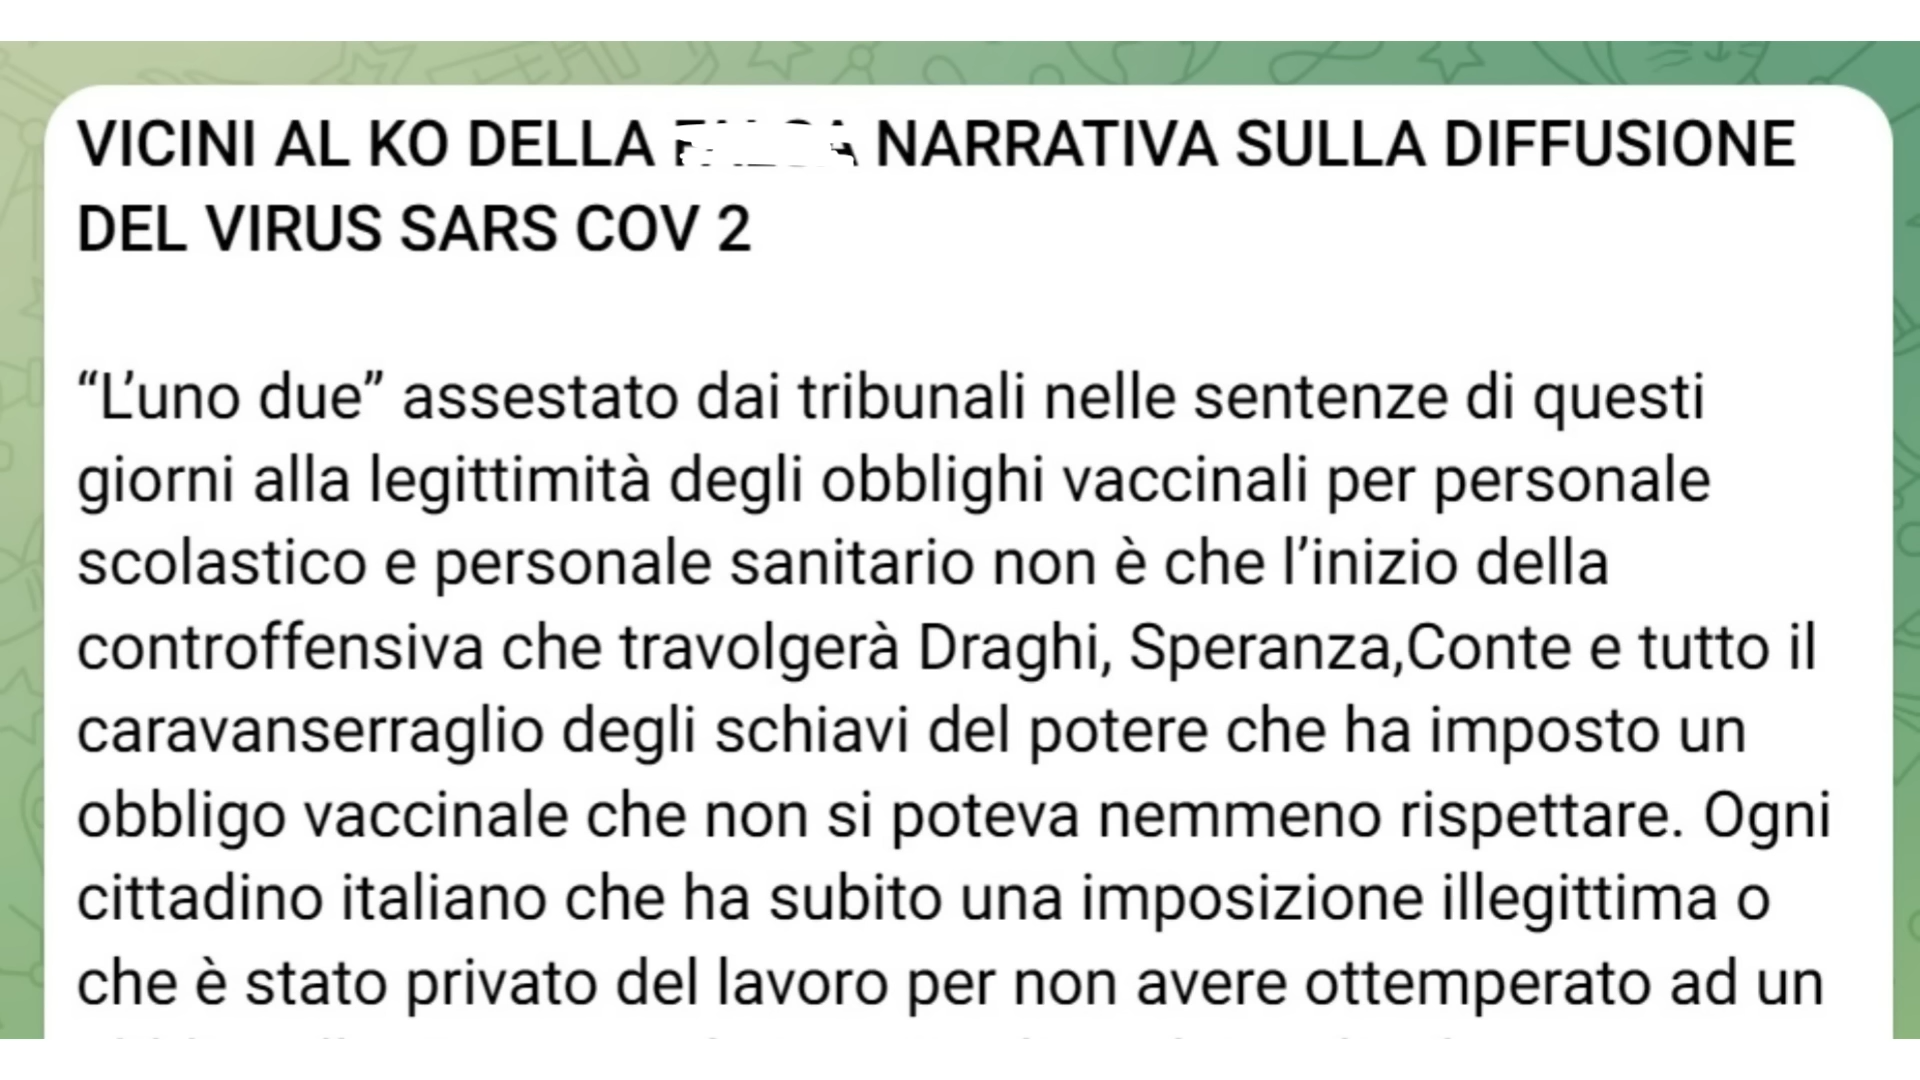 VICINI AL KO DELLA NARRATIVA SULLA DIFFUSIONE
DEL VIRUS SARS COV 2
“L’uno due” assestato dai tribunali nelle sentenze di questi
giorni alla legittimità degli obblighi vaccinali per personale
scolastico e personale sanitario non è che l’inizio della
controffensiva che travolgerà Draghi, Speranza,Conte e tutto il
caravanserraglio degli schiavi del potere che ha imposto un
obbligo vaccinale che non si poteva nemmeno rispettare. Ogni
cittadino italiano che ha subito una imposizione illegittima o
che è stato privato del lavoro per non avere ottemperato ad un